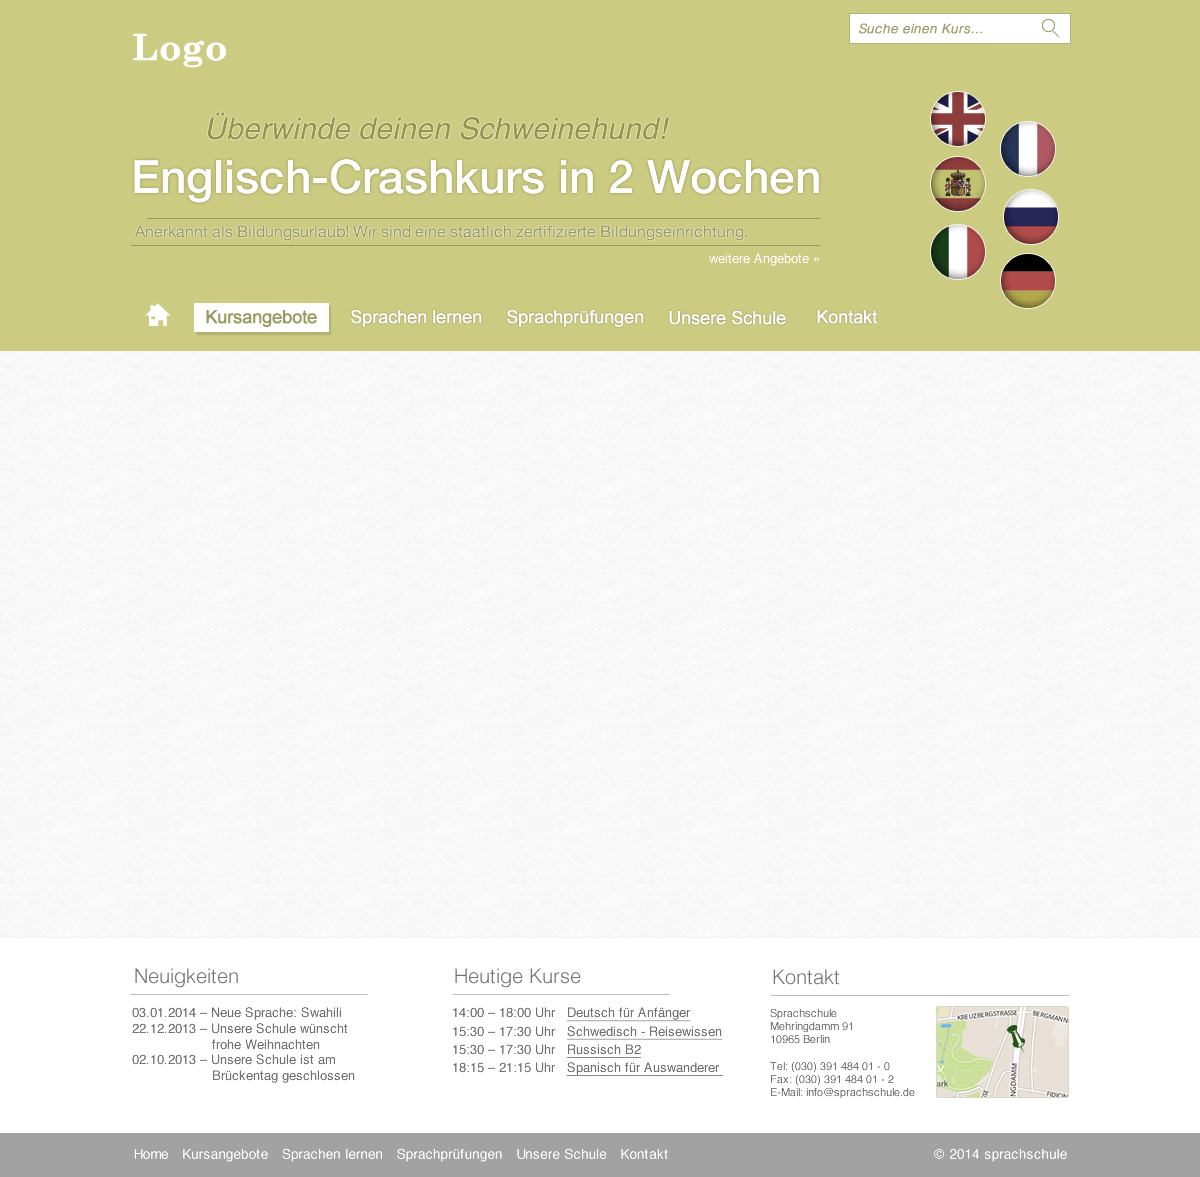 Logo
Suche einen Kurs...
Überwinde deinen Schweinehund!
Englisch-Crashkurs in 2 Wochen
Anerkannt als Bildungsurlaub! Wir sind eine staatlich zertifizierte Bildungseinrichtung.
weitere Angebote »
Kursangebote Sprachen lernen Sprachprüfungen Unsere Schule Kontakt
Neuigkeiten
03.01.2014 – Neue Sprache: Swahili
22.12.2013 – Unsere Schule wünscht
frohe Weihnachten
02.10.2013 – Unsere Schule ist am
Brückentag geschlossen
Heutige Kurse
14:00 – 18:00 Uhr Deutsch für Anfänger
15:30 – 17:30 Uhr Schwedisch - Reisewissen
15:30 – 17:30 Uhr Russisch B2
18:15 – 21:15 Uhr Spanisch für Auswanderer
Kontakt
Sprachschule
Mehringdamm 91
10965 Berlin
Tel: (030) 391 484 01 - 0
Fax: (030) 391 484 01 - 2
E-Mail: info@sprachschule.de
KREUZBERGSTRASSE
BERGMANN
NGDAMM
ark
FIDICIN
Home Kursangebote Sprachen lernen Sprachprüfungen Unsere Schule Kontakt
© 2014 sprachschule